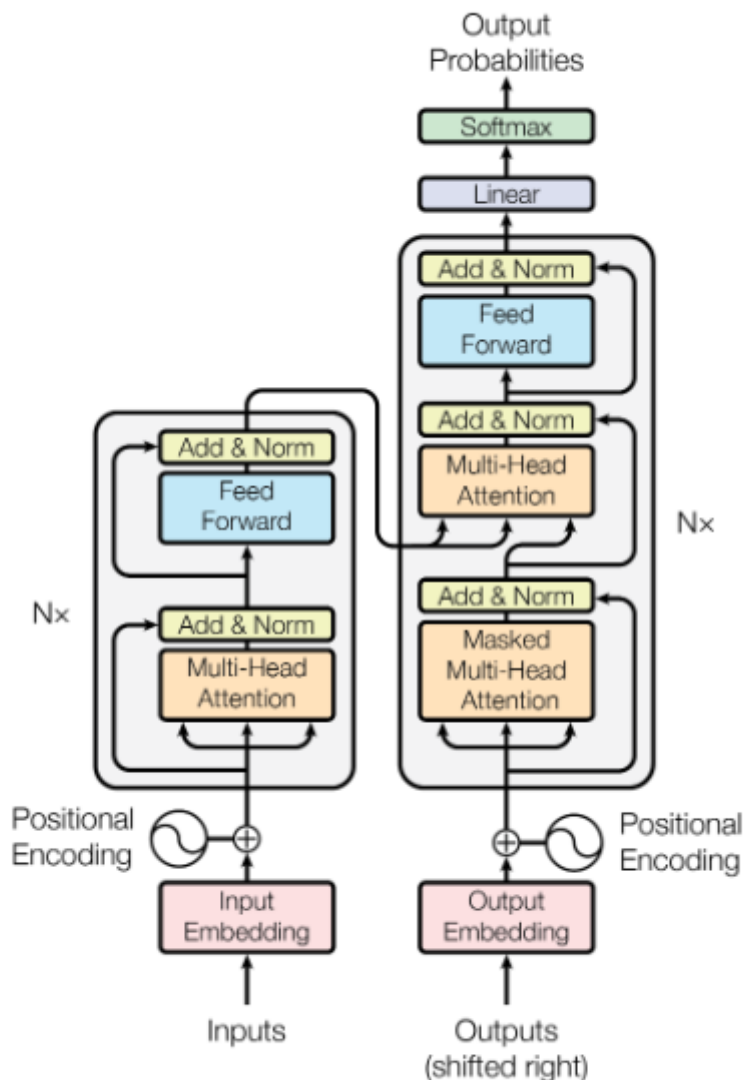 Output
Probabilities
Softmax
Linear
Add & Norm
Feed
Forward
Add & Norm
Multi-Head
Attention
Add & Norm
Masked
Multi-Head
Attention
Nx
Add & Norm
Feed
Forward
Add & Norm
Multi-Head
Attention
Nx
Positional
Encoding
Positional
Encoding
Input
Embedding
Output
Embedding
Inputs
Outputs
(shifted right)